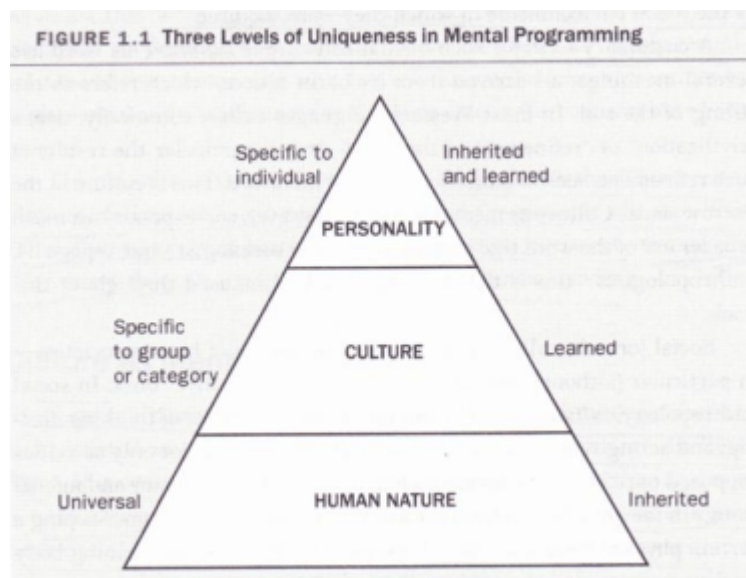 FIGURE 1.1 Three Levels of Uniqueness in Mental Programming
Specific to
individual
Inherited
and learned
PERSONALITY
Specific
to group
or category
CULTURE
Learned
Universal
HUMAN NATURE
Inherited